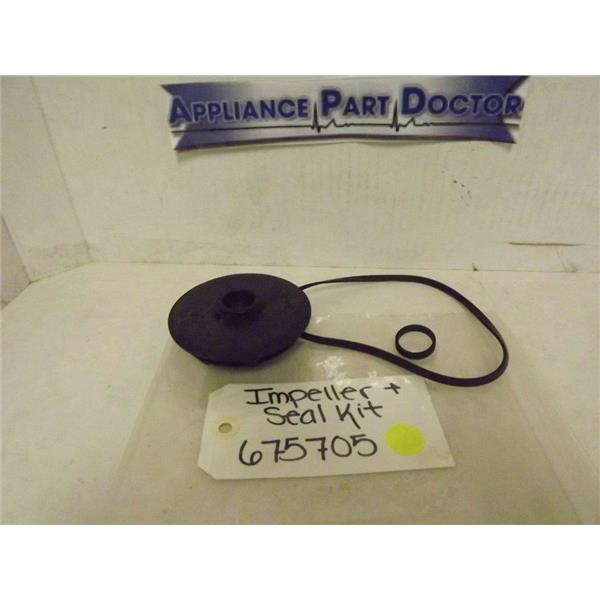 APPLIANCE PART DOCTOR
Impeller +
Seal Kit
675705